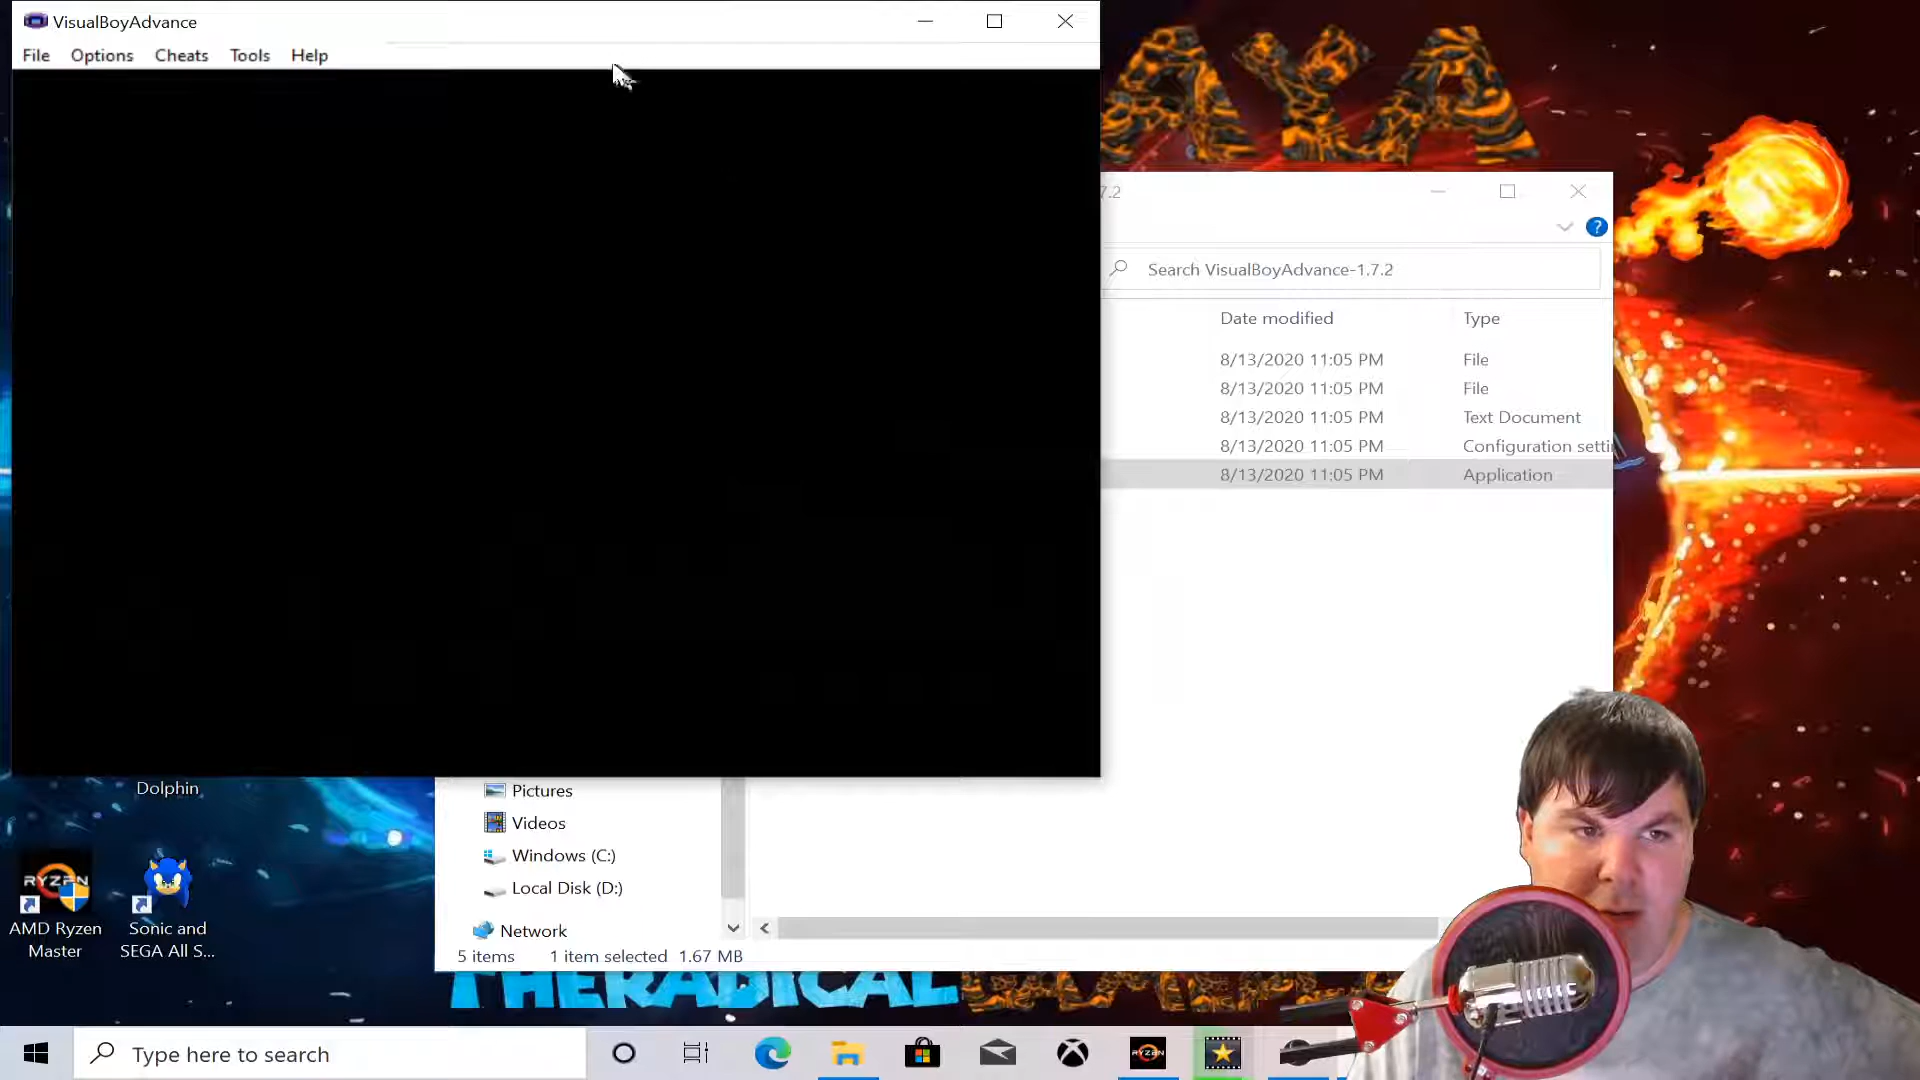 VisualBoyAdvance
File Options Cheats Tools Help
AYA
7.2
?
Search VisualBoyAdvance-1.7.2
Date modified Type
8/13/2020 11:05 PM File
8/13/2020 11:05 PM File
8/13/2020 11:05 PM Text Document
8/13/2020 11:05 PM Configuration setti
8/13/2020 11:05 PM Application
Dolphin
Pictures
Videos
Windows (C:)
Local Disk (D:)
Network
RYZEN
AMD Ryzen
Master
Sonic and
SEGA All S...
5 items 1 item selected 1.67 MB
THERADICAL
Type here to search
RYZEN